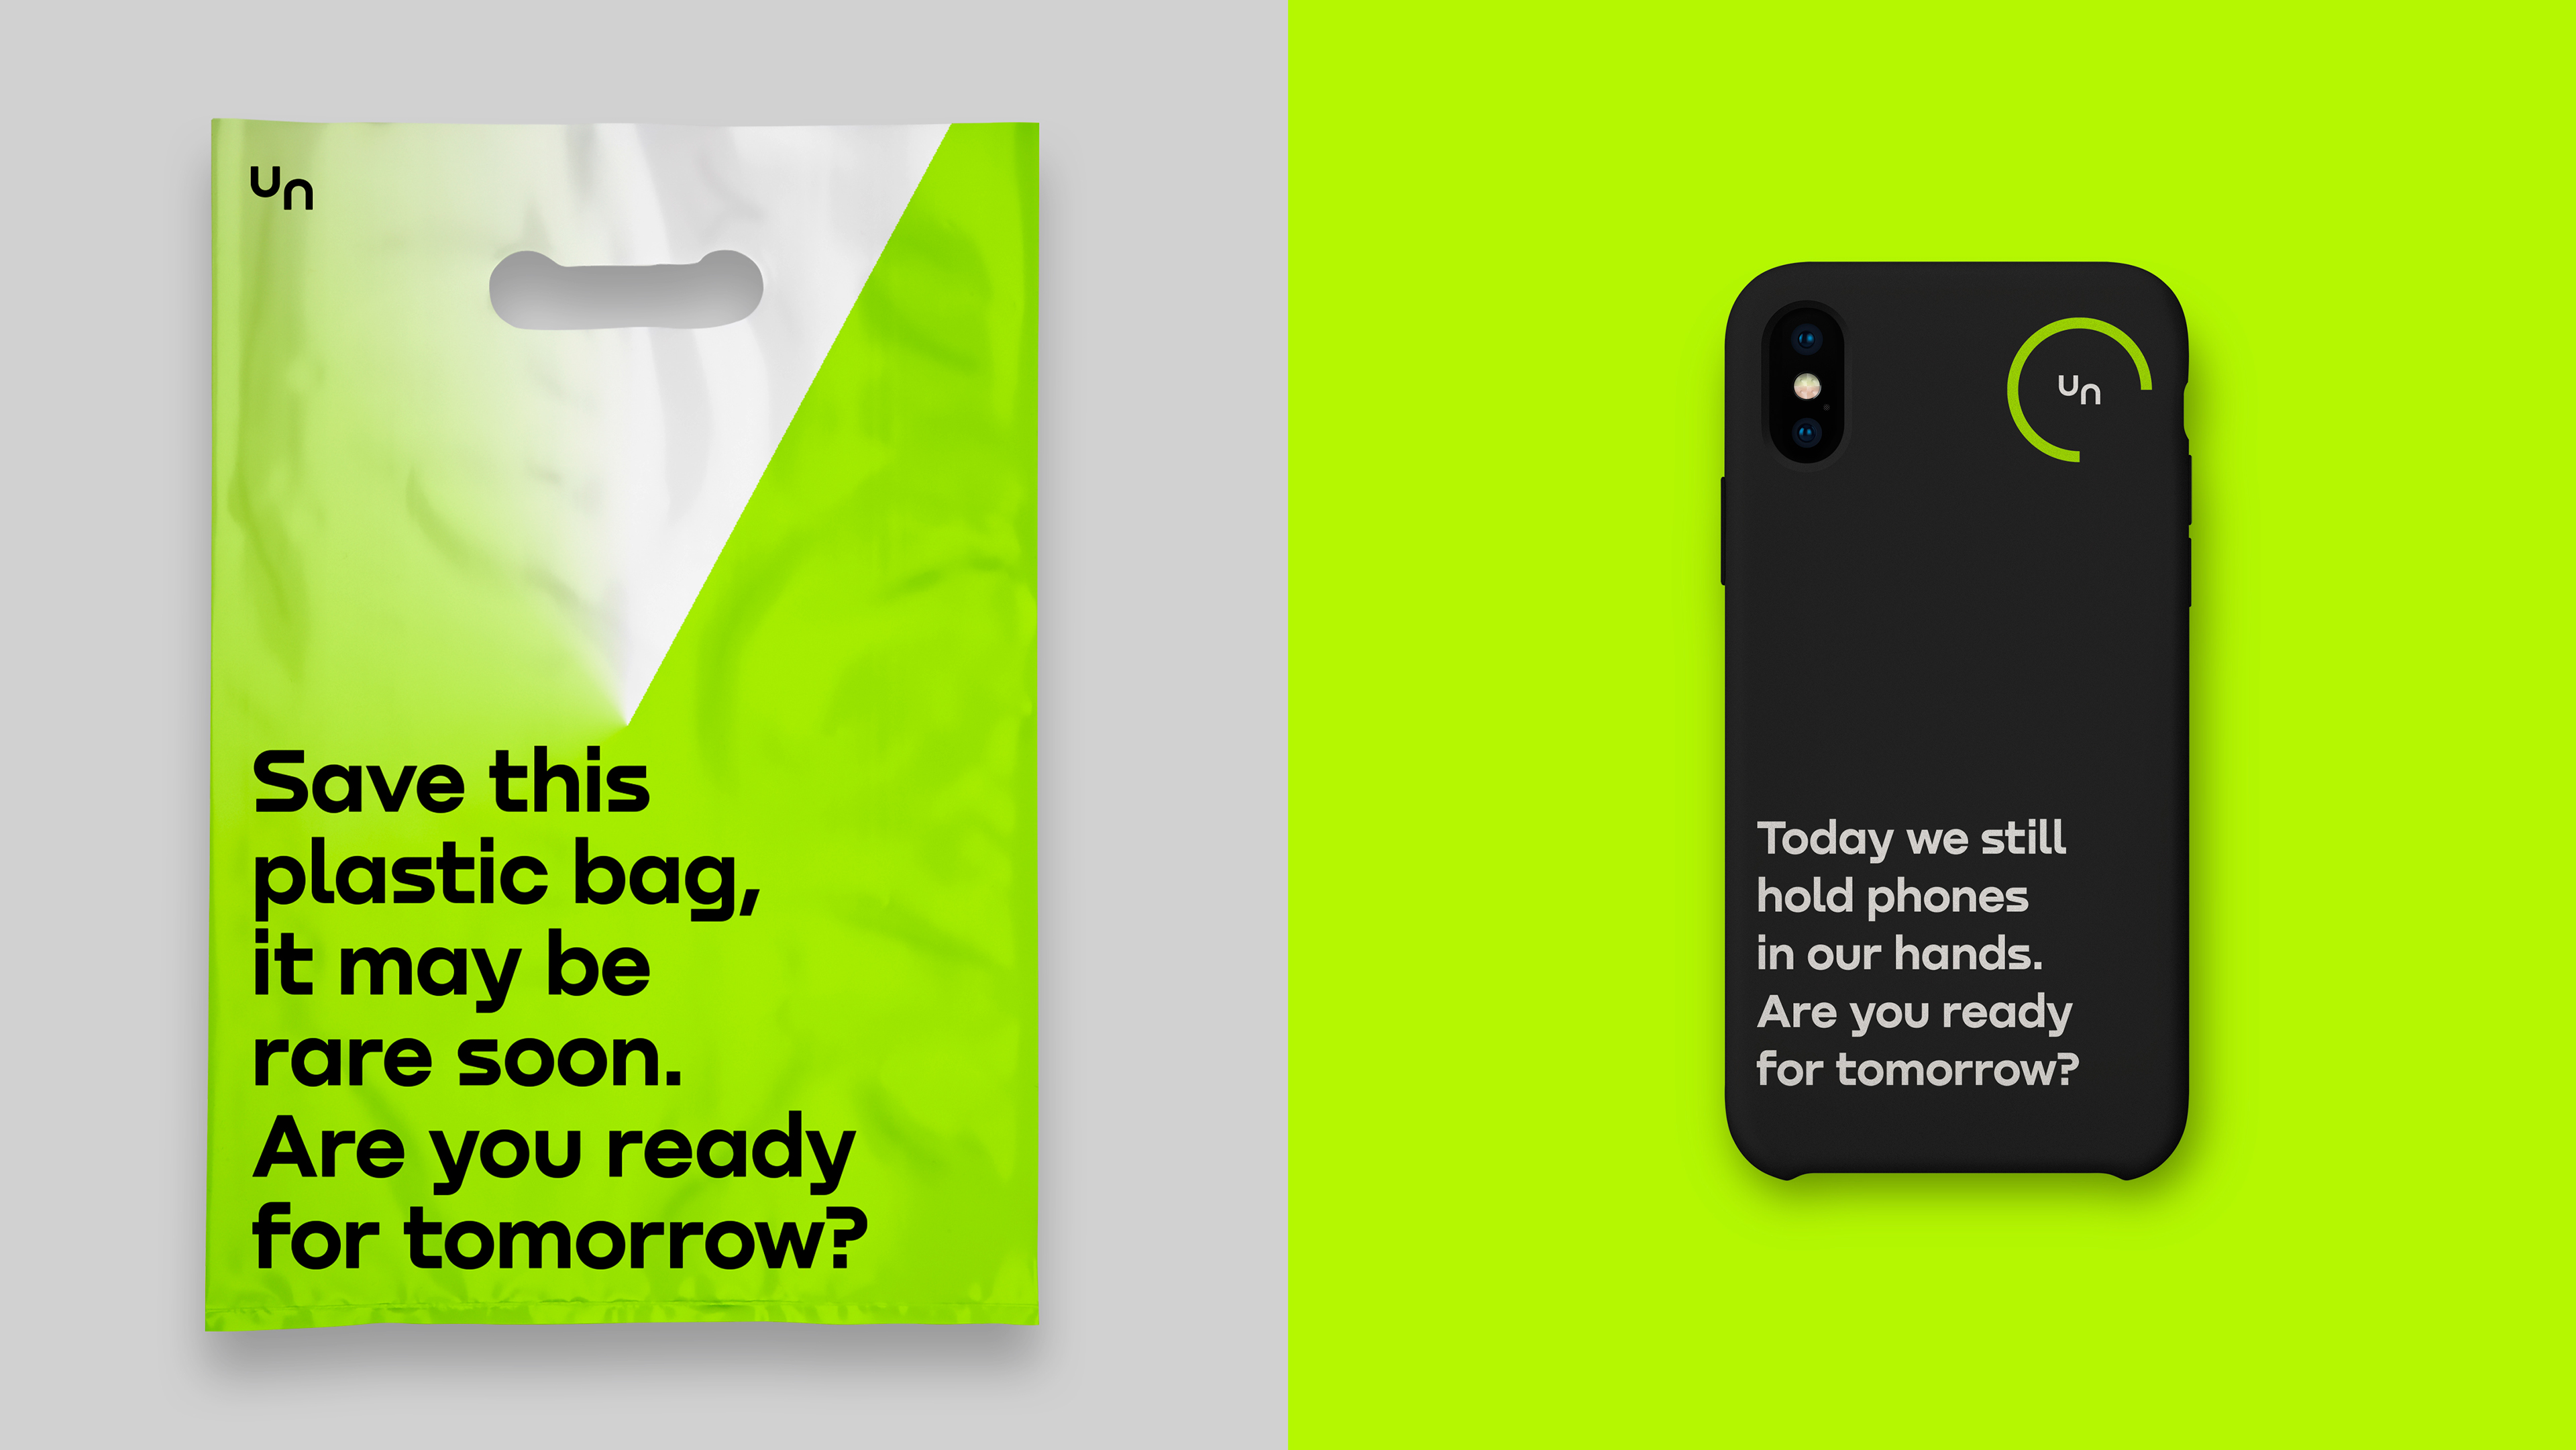 un
Save this
plastic bag,
it may be
rare soon.
Are you ready
for tomorrow?
un
Today we still
hold phones
in our hands.
Are you ready
for tomorrow?